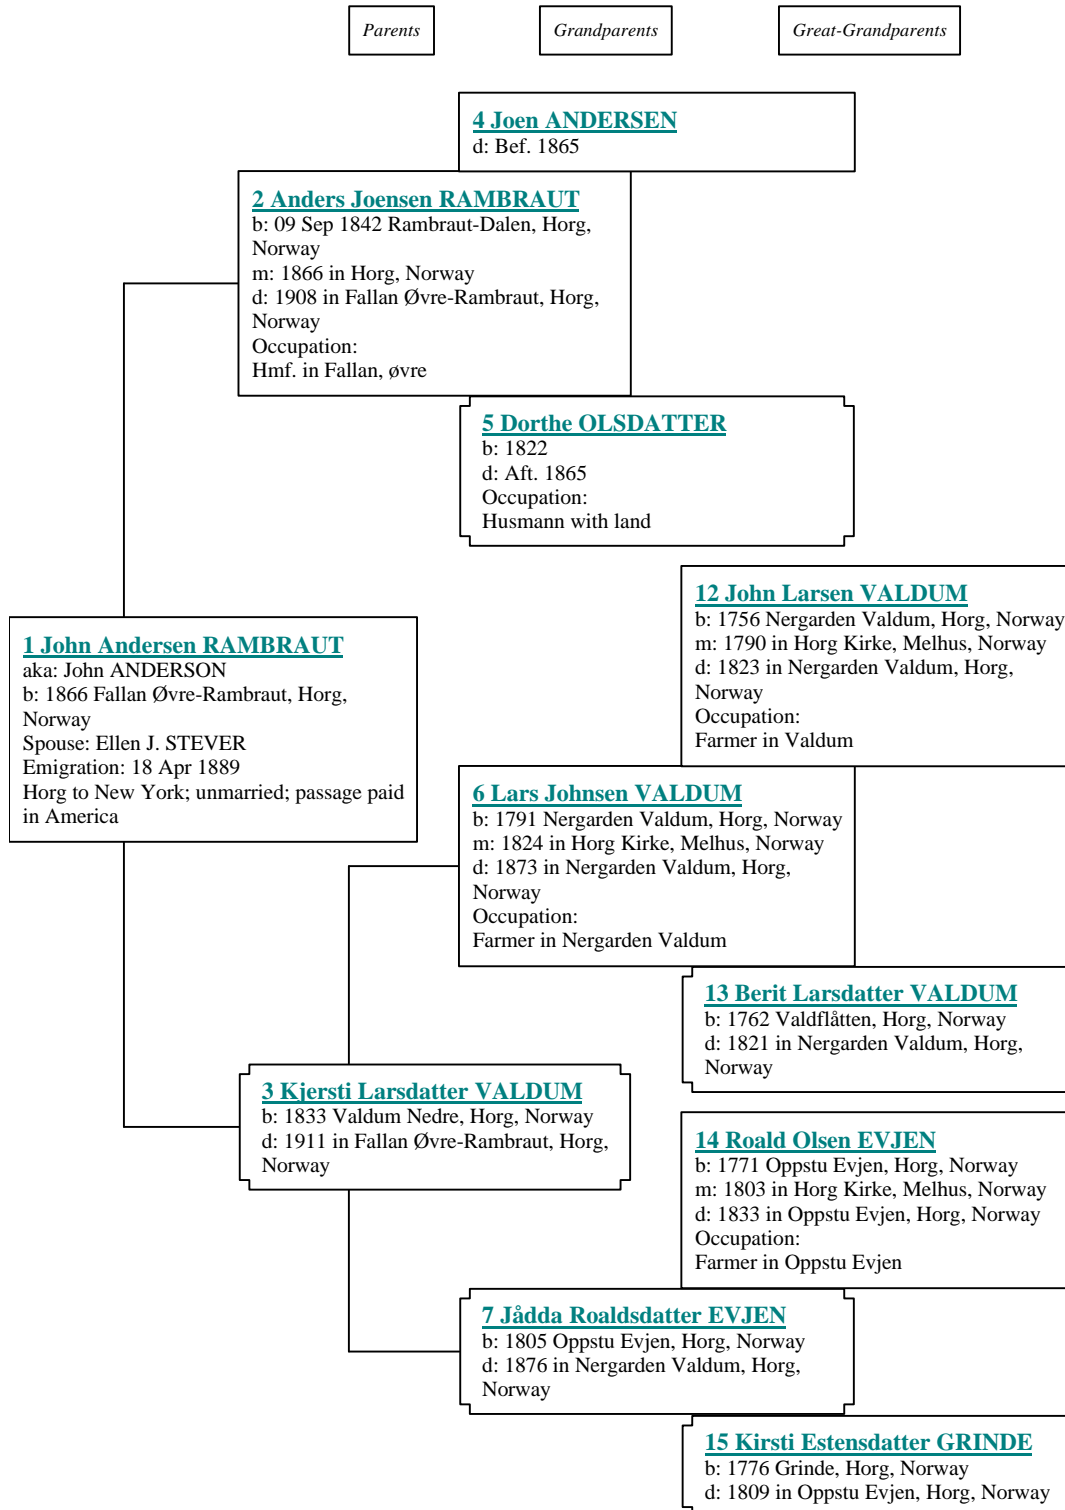 Parents
Grandparents
Great-Grandparents
4 Joen ANDERSEN
d: Bef. 1865
2 Anders Joensen RAMBRAUT
b: 09 Sep 1842 Rambraut-Dalen, Horg,
Norway
m: 1866 in Horg, Norway
d: 1908 in Fallan Øvre-Rambraut, Horg,
Norway
Occupation:
Hmf. in Fallan, øvre
5 Dorthe OLSDATTER
b: 1822
d: Aft. 1865
Occupation:
Husmann with land
12 John Larsen VALDUM
b: 1756 Nergarden Valdum, Horg, Norway
m: 1790 in Horg Kirke, Melhus, Norway
d: 1823 in Nergarden Valdum, Horg,
Norway
Occupation:
Farmer in Valdum
1 John Andersen RAMBRAUT
aka: John ANDERSON
b: 1866 Fallan Øvre-Rambraut, Horg,
Norway
Spouse: Ellen J. STEVER
Emigration: 18 Apr 1889
Horg to New York; unmarried; passage paid
in America
6 Lars Johnsen VALDUM
b: 1791 Nergarden Valdum, Horg, Norway
m: 1824 in Horg Kirke, Melhus, Norway
d: 1873 in Nergarden Valdum, Horg,
Norway
Occupation:
Farmer in Nergarden Valdum
13 Berit Larsdatter VALDUM
b: 1762 Valdflåtten, Horg, Norway
d: 1821 in Nergarden Valdum, Horg,
Norway
3 Kjersti Larsdatter VALDUM
b: 1833 Valdum Nedre, Horg, Norway
d: 1911 in Fallan Øvre-Rambraut, Horg,
Norway
14 Roald Olsen EVJEN
b: 1771 Oppstu Evjen, Horg, Norway
m: 1803 in Horg Kirke, Melhus, Norway
d: 1833 in Oppstu Evjen, Horg, Norway
Occupation:
Farmer in Oppstu Evjen
7 Jådda Roaldsdatter EVJEN
b: 1805 Oppstu Evjen, Horg, Norway
d: 1876 in Nergarden Valdum, Horg,
Norway
15 Kirsti Estensdatter GRINDE
b: 1776 Grinde, Horg, Norway
d: 1809 in Oppstu Evjen, Horg, Norway